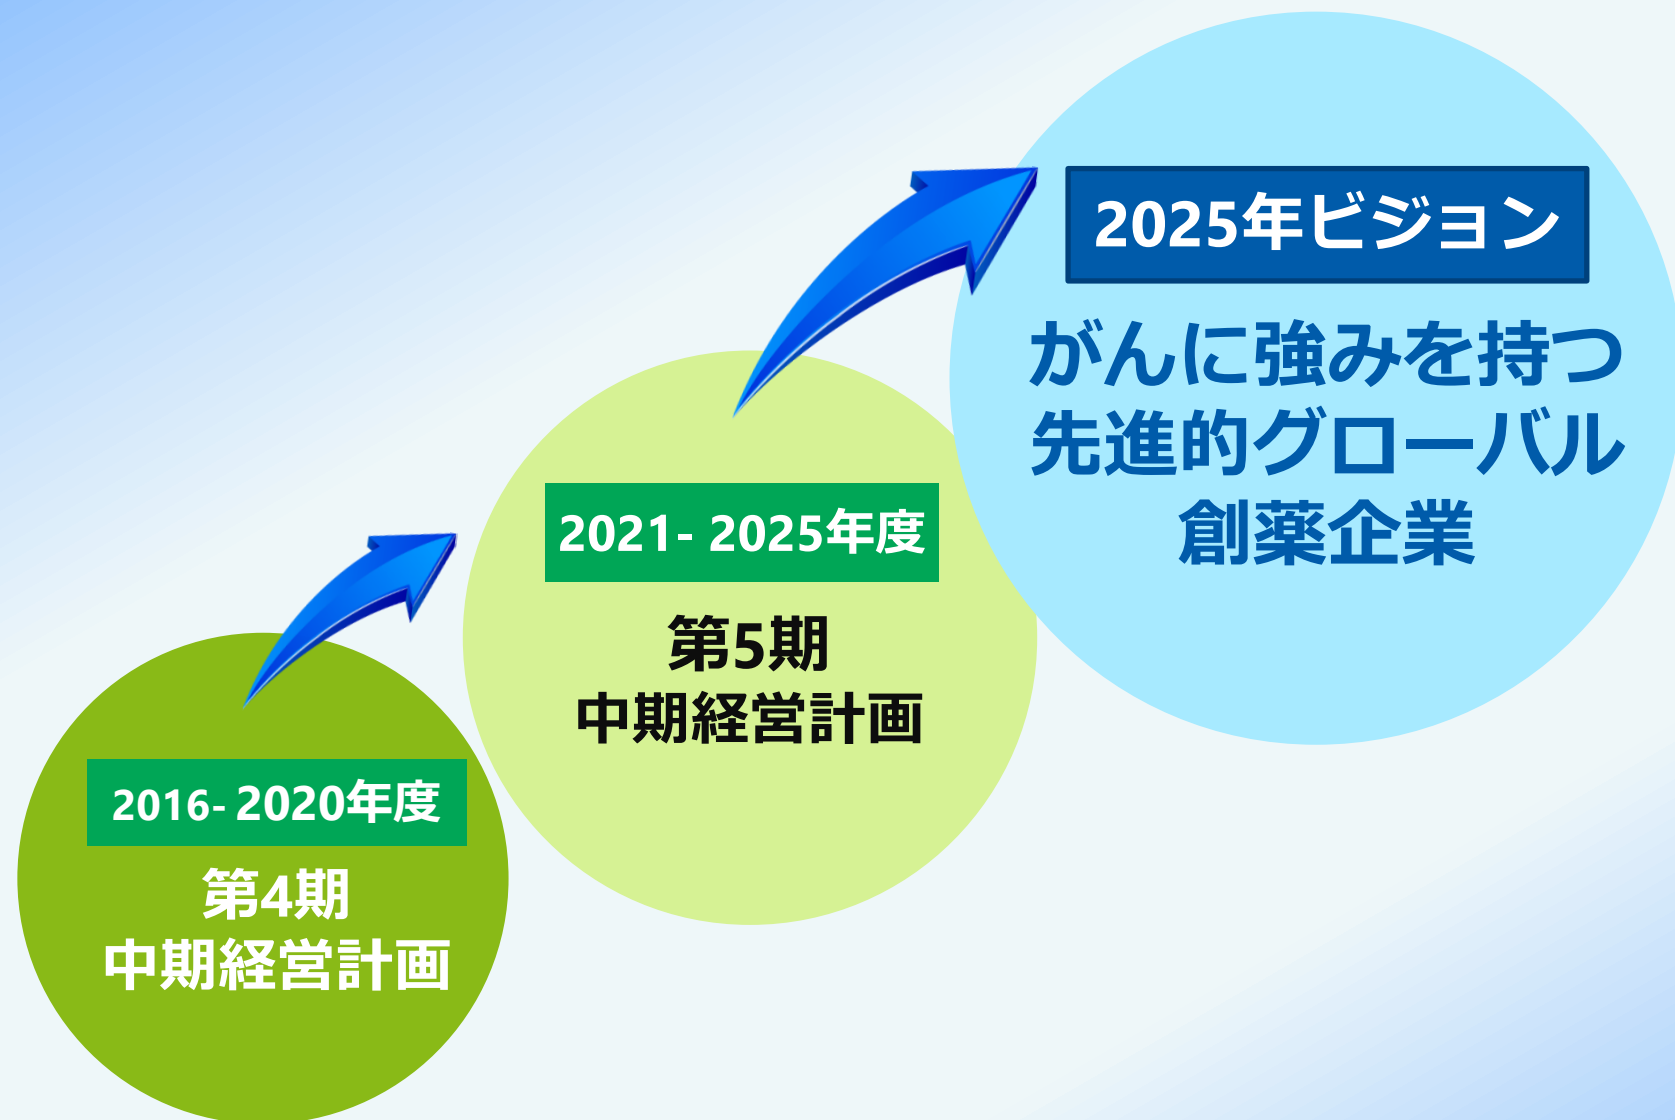 2025年ビジョン
がんに強みを持つ
先進的グローバル
創薬企業
2021- 2025年度
第5期
中期経営計画
2016- 2020年度
第4期
中期経営計画